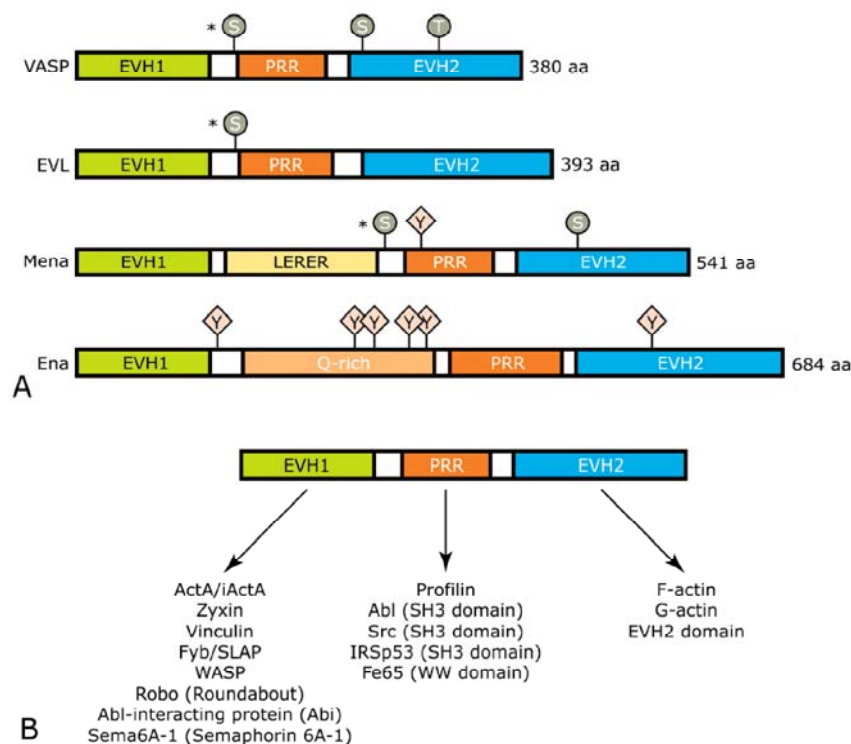 * S S T
VASP EVH1 PRR EVH2 380 aa
* S
EVL EVH1 PRR EVH2 393 aa
* S Y S
Mena EVH1 LERER PRR EVH2 541 aa
Y Y Y Y Y Y
Ena EVH1 Q-rich PRR EVH2 684 aa
A
EVH1 PRR EVH2
ActA/iActA Profilin F-actin
Zyxin Abl (SH3 domain) G-actin
Vinculin Src (SH3 domain) EVH2 domain
Fyb/SLAP IRSp53 (SH3 domain)
WASP Fe65 (WW domain)
Robo (Roundabout)
Abl-interacting protein (Abi)
Sema6A-1 (Semaphorin 6A-1)
B